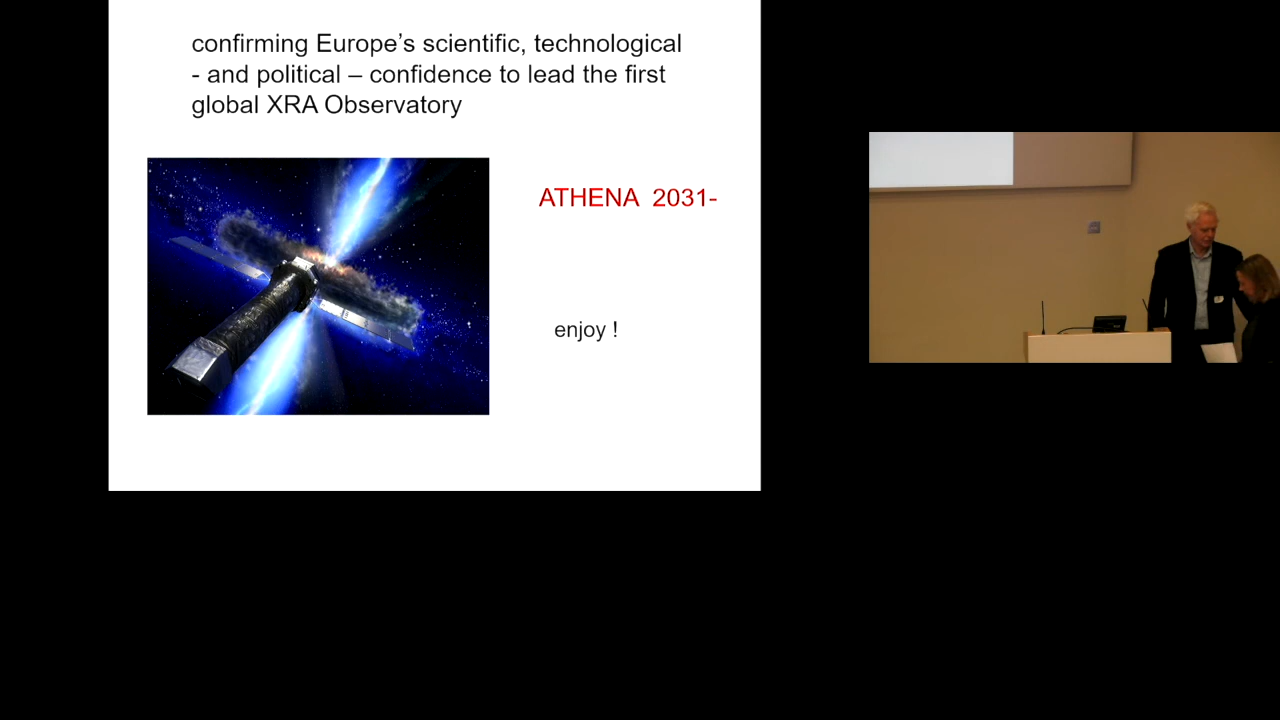 confirming Europe’s scientific, technological
- and political – confidence to lead the first
global XRA Observatory
ATHENA 2031-
enjoy !